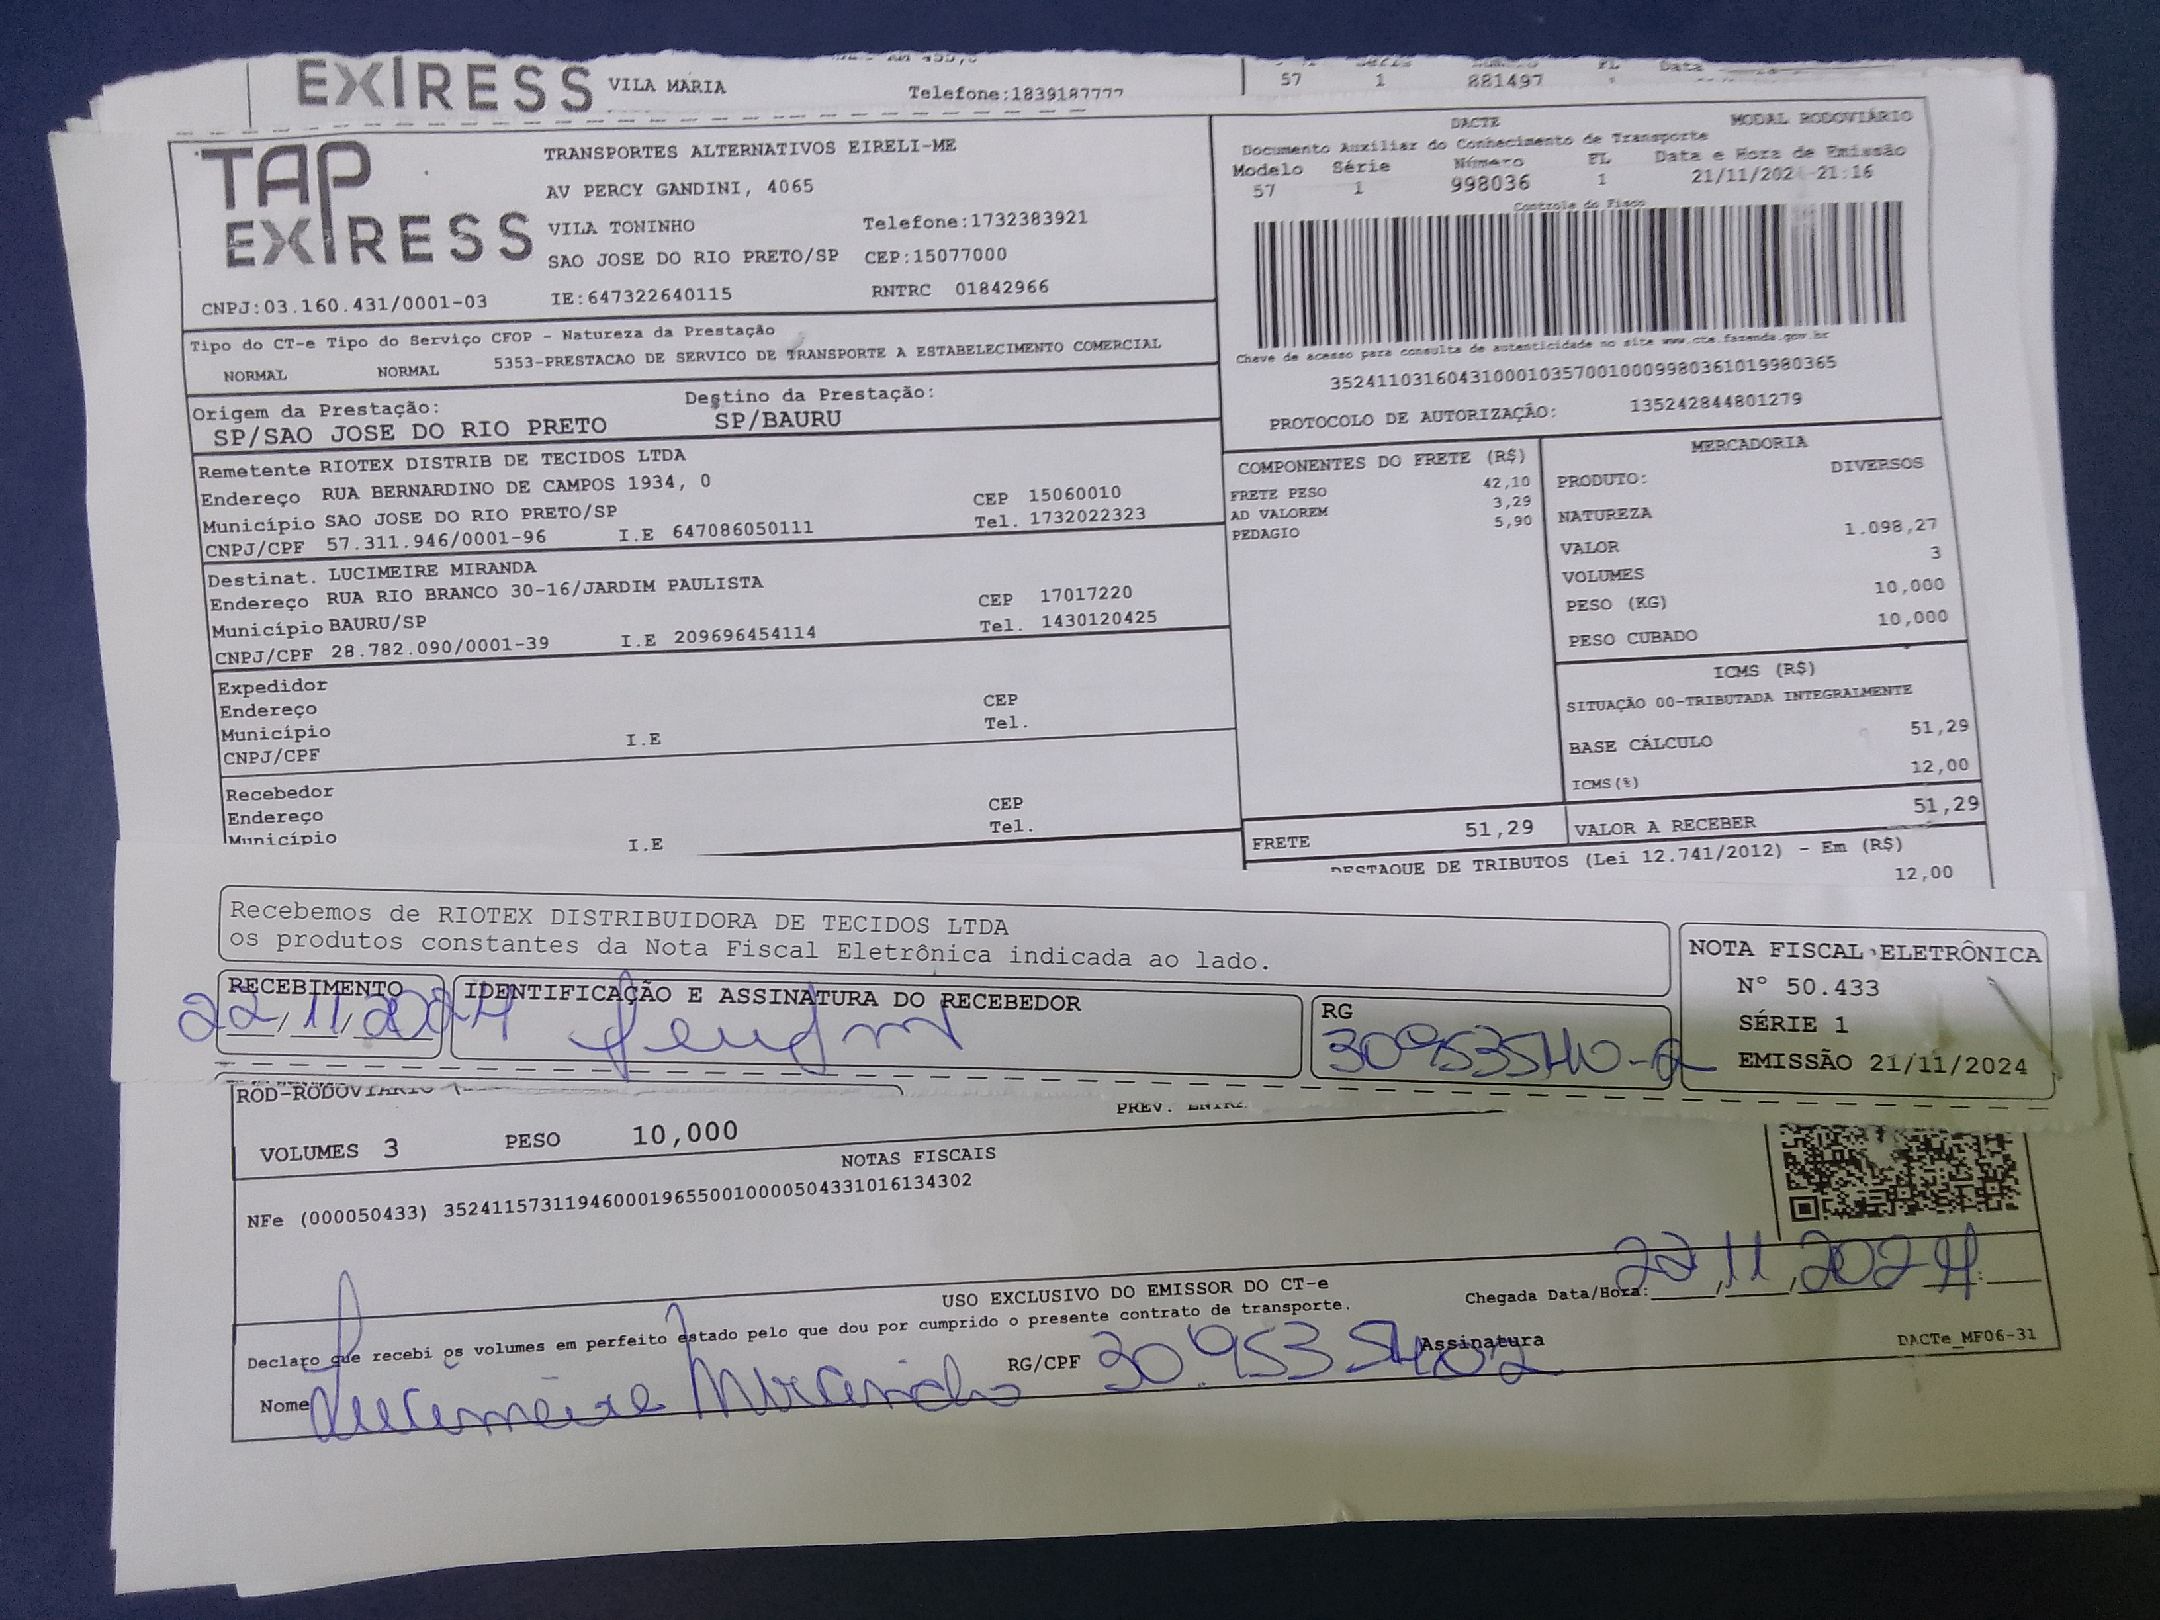 EXPRESS VILA MARIA Telefone:1839187777 57 1 881497
TAP EXPRESS
TRANSPORTES ALTERNATIVOS EIRELI-ME
AV PERCY GANDINI, 4065
VILA TONINHO Telefone:1732383921
SAO JOSE DO RIO PRETO/SP CEP:15077000
CNPJ:03.160.431/0001-03 IE:647322640115 RNTRC 01842966
DACTE MODAL RODOVIÁRIO
Documento Auxiliar do Conhecimento de Transporte
Modelo Série Número FL Data e Hora de Emissão
57 1 998036 1 21/11/202 21:16
Controle do Fisco
Chave de acesso para consulta de autenticidade no site www.cte.fazenda.gov.br
35241103160431000103570010009980361019980365
PROTOCOLO DE AUTORIZAÇÃO: 135242844801279
Tipo do CT-e Tipo do Serviço CFOP - Natureza da Prestação
NORMAL NORMAL 5353-PRESTACAO DE SERVICO DE TRANSPORTE A ESTABELECIMENTO COMERCIAL
Origem da Prestação: Destino da Prestação:
SP/SAO JOSE DO RIO PRETO SP/BAURU
Remetente RIOTEX DISTRIB DE TECIDOS LTDA
Endereço RUA BERNARDINO DE CAMPOS 1934, 0 CEP 15060010
Município SAO JOSE DO RIO PRETO/SP Tel. 1732022323
CNPJ/CPF 57.311.946/0001-96 I.E 647086050111
Destinat. LUCIMEIRE MIRANDA
Endereço RUA RIO BRANCO 30-16/JARDIM PAULISTA CEP 17017220
Município BAURU/SP Tel. 1430120425
CNPJ/CPF 28.782.090/0001-39 I.E 209696454114
Expedidor
Endereço CEP
Município Tel.
CNPJ/CPF I.E
Recebedor
Endereço CEP
Município Tel.
I.E
COMPONENTES DO FRETE (R$)
FRETE PESO 42,10
AD VALOREM 3,29
PEDAGIO 5,90
MERCADORIA
PRODUTO: DIVERSOS
NATUREZA
VALOR 1.098,27
VOLUMES 3
PESO (KG) 10,000
PESO CUBADO 10,000
ICMS (R$)
SITUAÇÃO 00-TRIBUTADA INTEGRALMENTE
BASE CÁLCULO 51,29
ICMS(%) 12,00
FRETE 51,29 VALOR A RECEBER 51,29
DESTAQUE DE TRIBUTOS (Lei 12.741/2012) - Em (R$)
12,00
Recebemos de RIOTEX DISTRIBUIDORA DE TECIDOS LTDA
os produtos constantes da Nota Fiscal Eletrônica indicada ao lado.
RECEBIMENTO IDENTIFICAÇÃO E ASSINATURA DO RECEBEDOR RG
22/11/2024 309535410-2
NOTA FISCAL ELETRÔNICA
Nº 50.433
SÉRIE 1
EMISSÃO 21/11/2024
ROD-RODOVIÁRIO
PREV. ENTR
VOLUMES 3 PESO 10,000
NOTAS FISCAIS
NFe (000050433) 35241157311946000196550010000504331016134302
USO EXCLUSIVO DO EMISSOR DO CT-e
Chegada Data/Hora: 22/11/2024
Declaro que recebi os volumes em perfeito estado pelo que dou por cumprido o presente contrato de transporte.
Nome Lucimeire Miranda RG/CPF Assinatura
DACTe_MF06-31